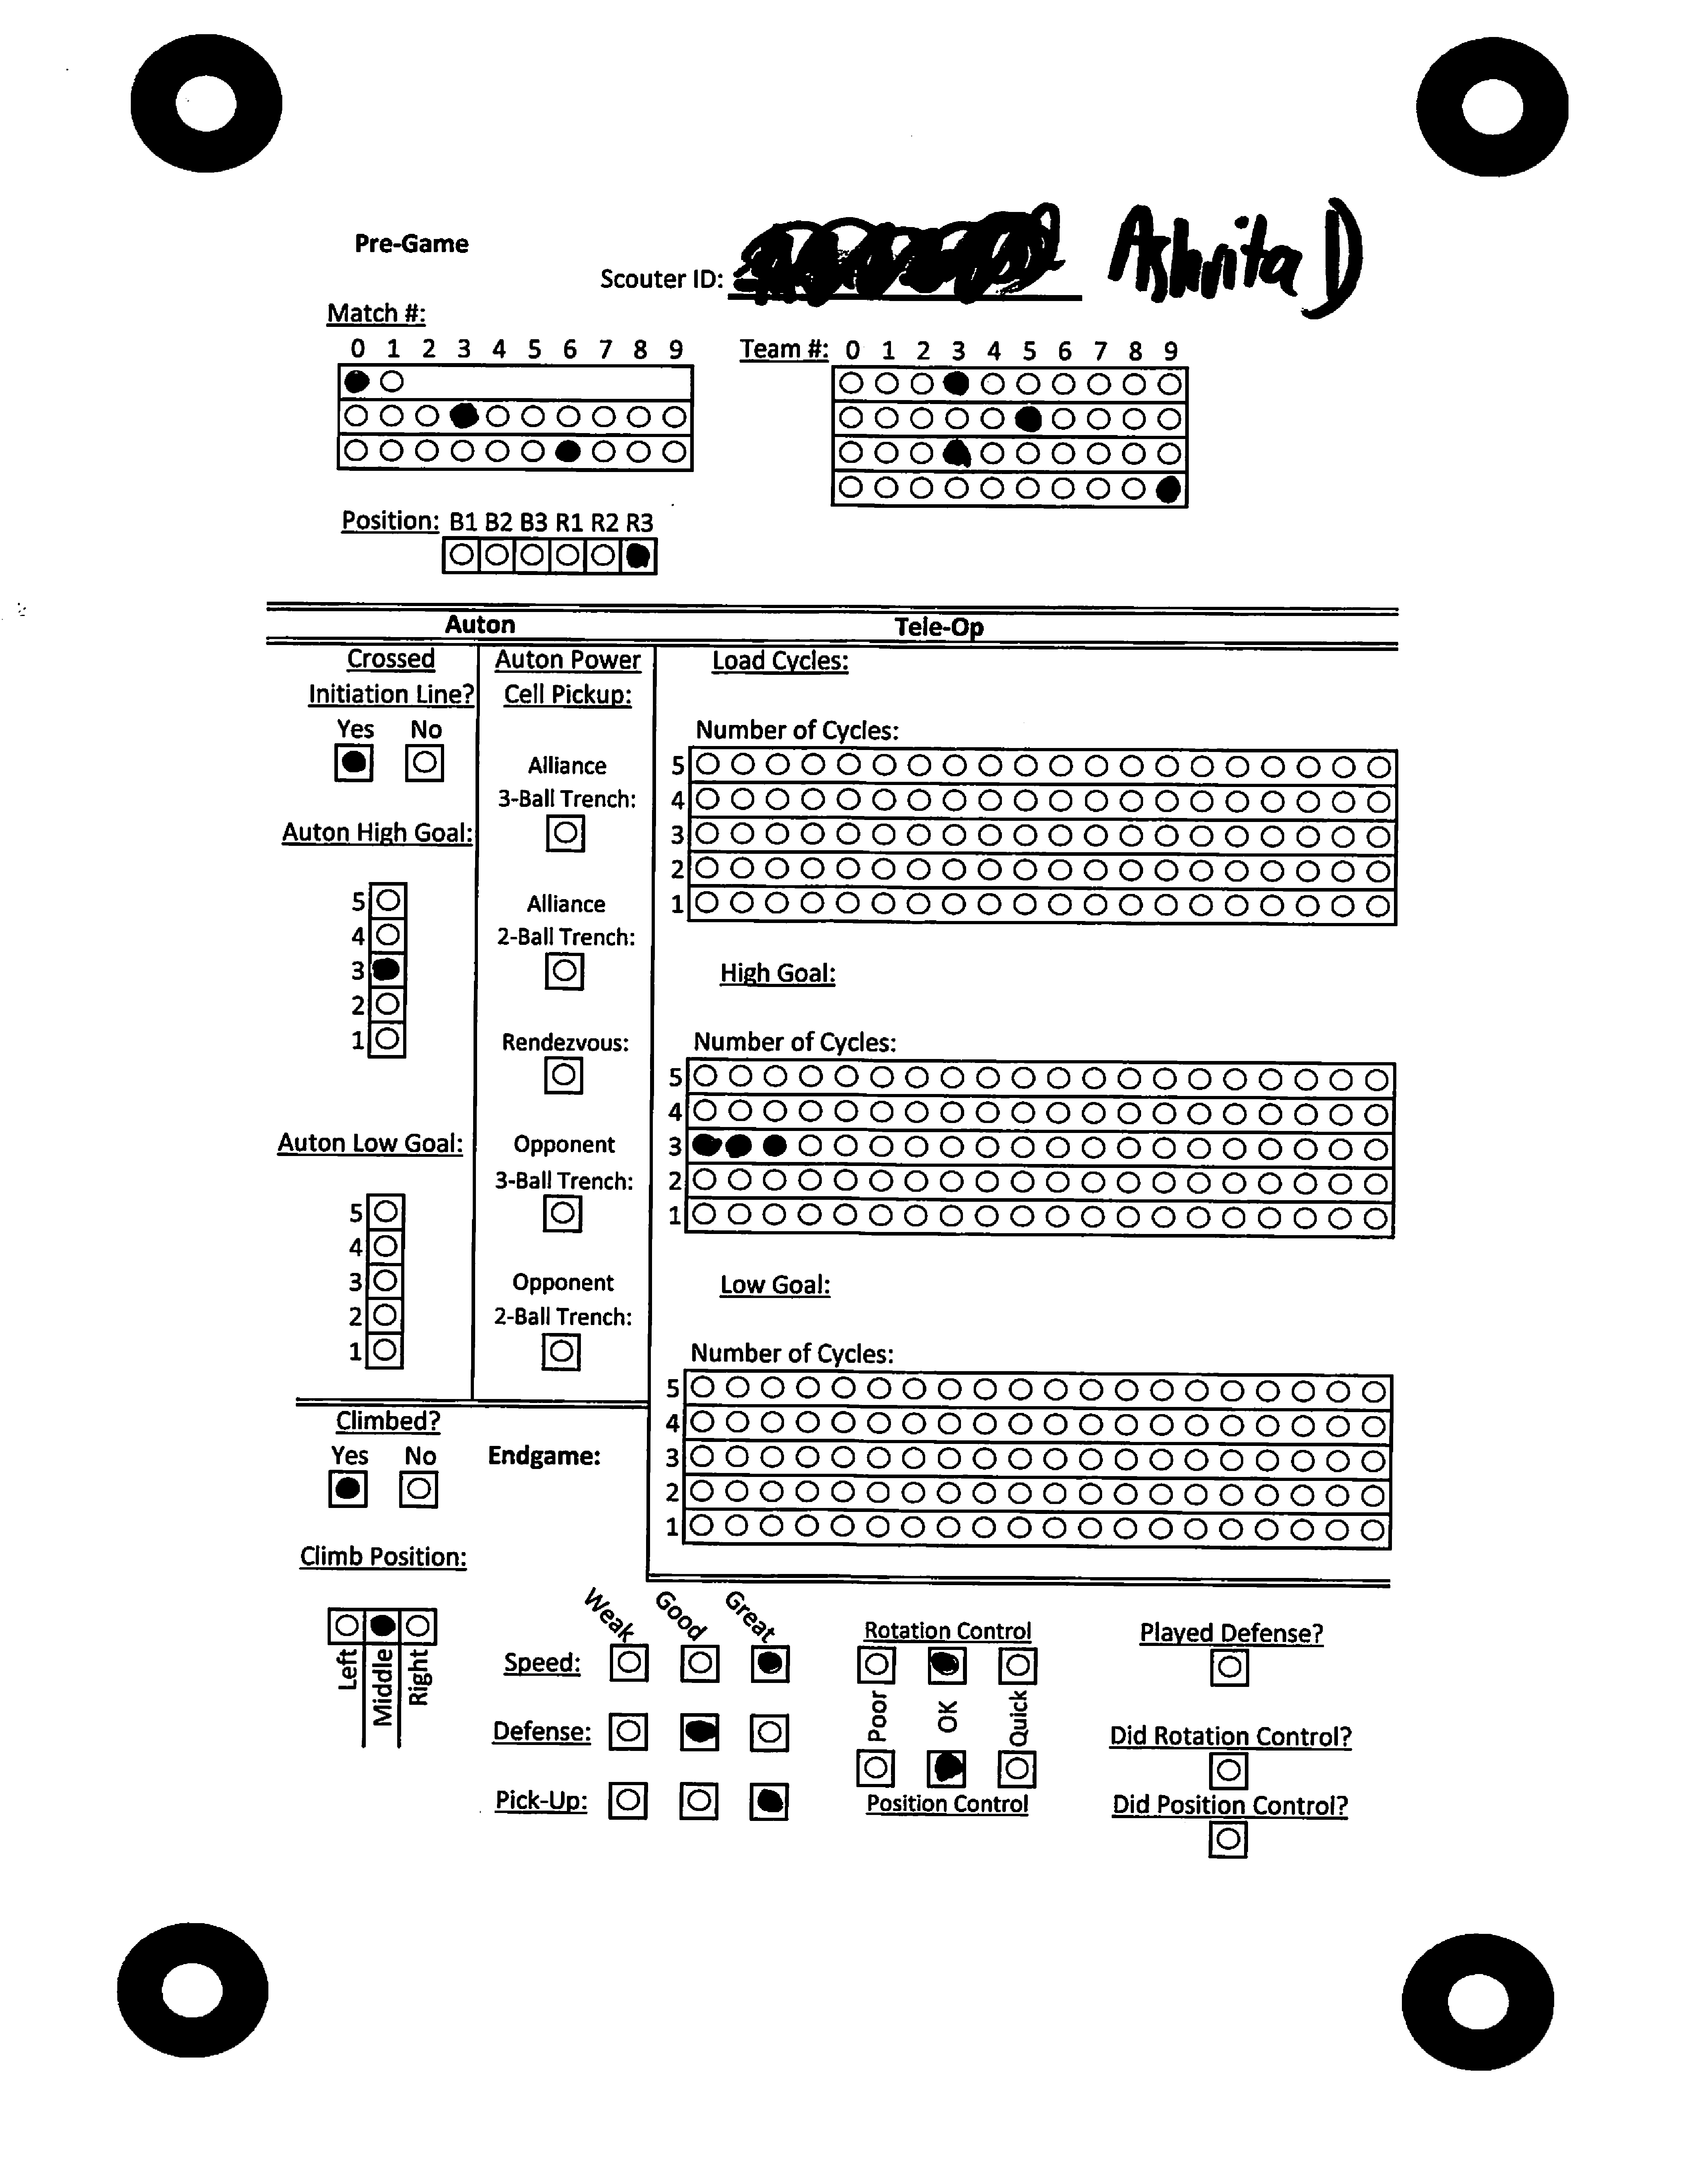 Pre-Game
Scouter ID: Ashrita D
Match #:
0 1 2 3 4 5 6 7 8 9
Team #: 0 1 2 3 4 5 6 7 8 9
Position: B1 B2 B3 R1 R2 R3
Auton
Tele-Op
Crossed
Initiation Line?
Yes No
Auton High Goal:
5
4
3
2
1
Auton Low Goal:
5
4
3
2
1
Auton Power
Cell Pickup:
Alliance
3-Ball Trench:
Alliance
2-Ball Trench:
Rendezvous:
Opponent
3-Ball Trench:
Opponent
2-Ball Trench:
Load Cycles:
Number of Cycles:
5
4
3
2
1
High Goal:
Number of Cycles:
5
4
3
2
1
Low Goal:
Number of Cycles:
5
4
3
2
1
Climbed?
Yes No
Endgame:
Climb Position:
Left
Middle
Right
Weak
Good
Great
Speed:
Defense:
Pick-Up:
Rotation Control
Poor
OK
Quick
Position Control
Played Defense?
Did Rotation Control?
Did Position Control?